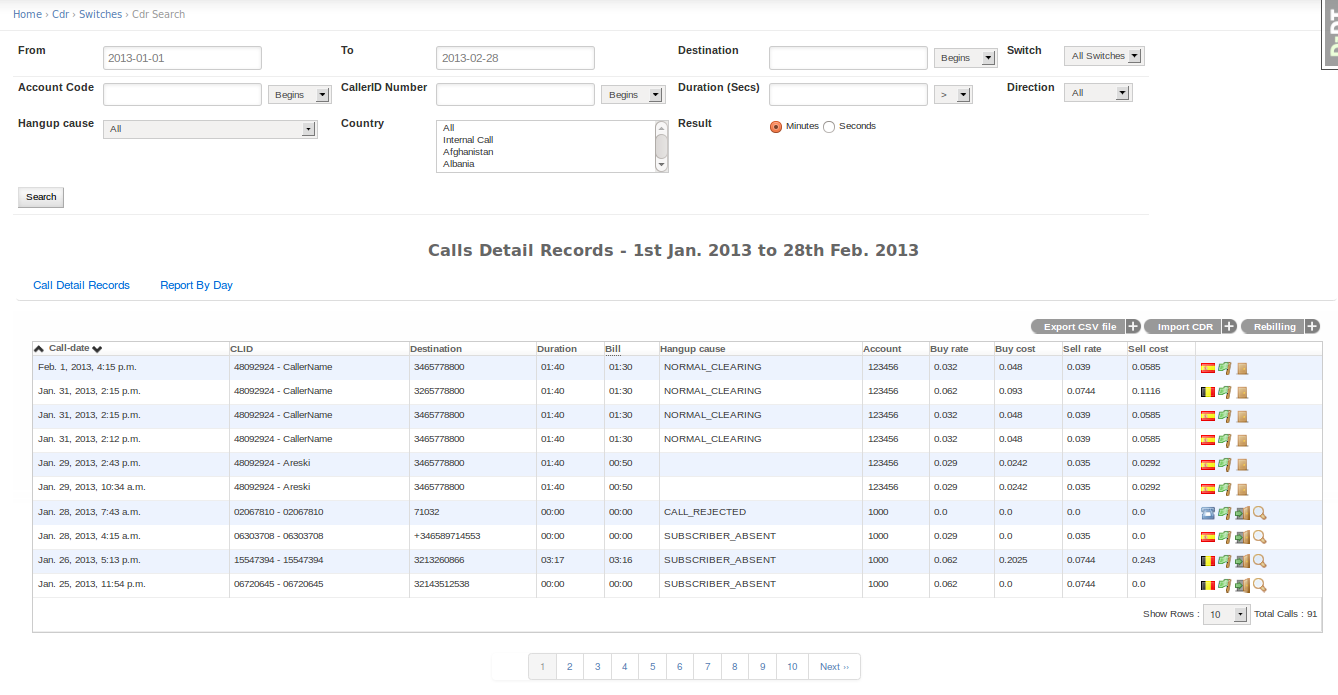 Home › Cdr › Switches › Cdr Search
From 2013-01-01 To 2013-02-28 Destination Begins Switch All Switches
Account Code Begins CallerID Number Begins Duration (Secs) > Direction All
Hangup cause All Country All Result Minutes Seconds
Internal Call
Afghanistan
Albania
Search
Calls Detail Records - 1st Jan. 2013 to 28th Feb. 2013
Call Detail Records Report By Day
Export CSV file + Import CDR + Rebilling +
Call-date CLID Destination Duration Bill Hangup cause Account Buy rate Buy cost Sell rate Sell cost
Feb. 1, 2013, 4:15 p.m. 48092924 - CallerName 3465778800 01:40 01:30 NORMAL_CLEARING 123456 0.032 0.048 0.039 0.0585
Jan. 31, 2013, 2:15 p.m. 48092924 - CallerName 3265778800 01:40 01:30 NORMAL_CLEARING 123456 0.062 0.093 0.0744 0.1116
Jan. 31, 2013, 2:15 p.m. 48092924 - CallerName 3465778800 01:40 01:30 NORMAL_CLEARING 123456 0.032 0.048 0.039 0.0585
Jan. 31, 2013, 2:12 p.m. 48092924 - CallerName 3465778800 01:40 01:30 NORMAL_CLEARING 123456 0.032 0.048 0.039 0.0585
Jan. 29, 2013, 2:43 p.m. 48092924 - Areski 3465778800 01:40 00:50 123456 0.029 0.0242 0.035 0.0292
Jan. 29, 2013, 10:34 a.m. 48092924 - Areski 3465778800 01:40 00:50 123456 0.029 0.0242 0.035 0.0292
Jan. 28, 2013, 7:43 a.m. 02067810 - 02067810 71032 00:00 00:00 CALL_REJECTED 1000 0.0 0.0 0.0 0.0
Jan. 28, 2013, 4:15 a.m. 06303708 - 06303708 +346589714553 00:00 00:00 SUBSCRIBER_ABSENT 1000 0.029 0.0 0.035 0.0
Jan. 26, 2013, 5:13 p.m. 15547394 - 15547394 3213260866 03:17 03:16 SUBSCRIBER_ABSENT 1000 0.062 0.2025 0.0744 0.243
Jan. 25, 2013, 11:54 p.m. 06720645 - 06720645 32143512538 00:00 00:00 SUBSCRIBER_ABSENT 1000 0.062 0.0 0.0744 0.0
Show Rows : 10 Total Calls : 91
1 2 3 4 5 6 7 8 9 10 Next ››